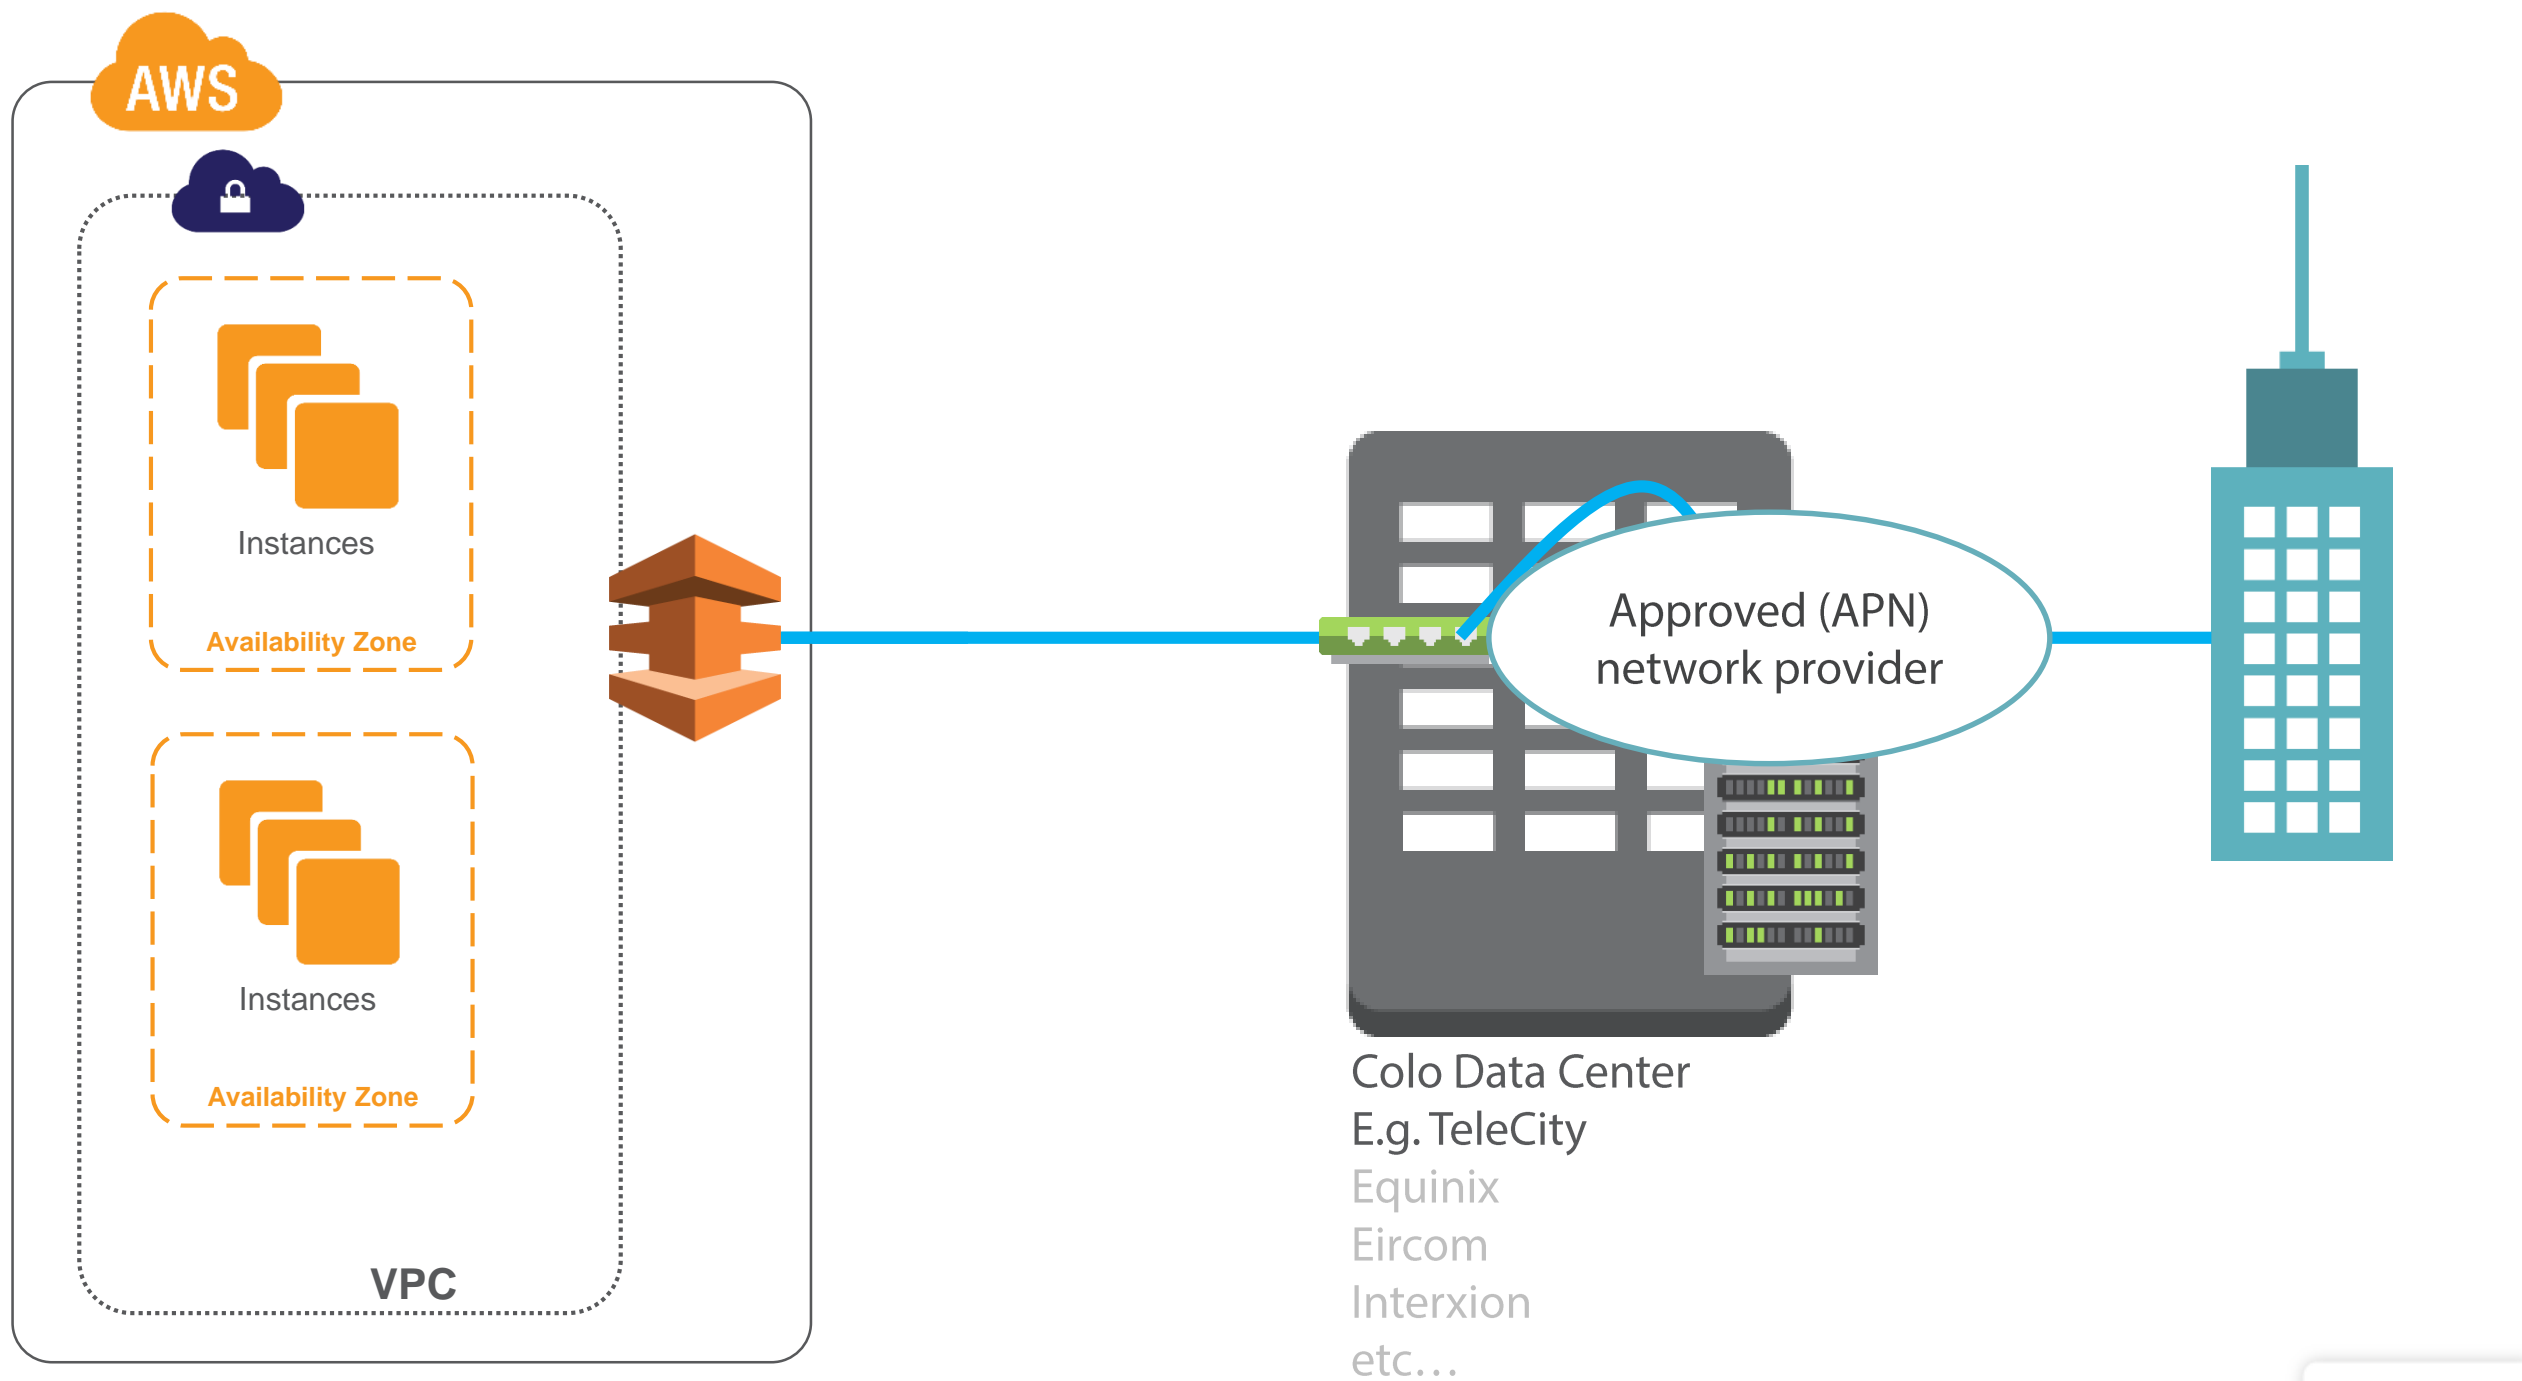 AWS
Instances
Availability Zone
Instances
Availability Zone
VPC
Approved (APN)
network provider
Colo Data Center
E.g. TeleCity
Equinix
Eircom
Interxion
etc…